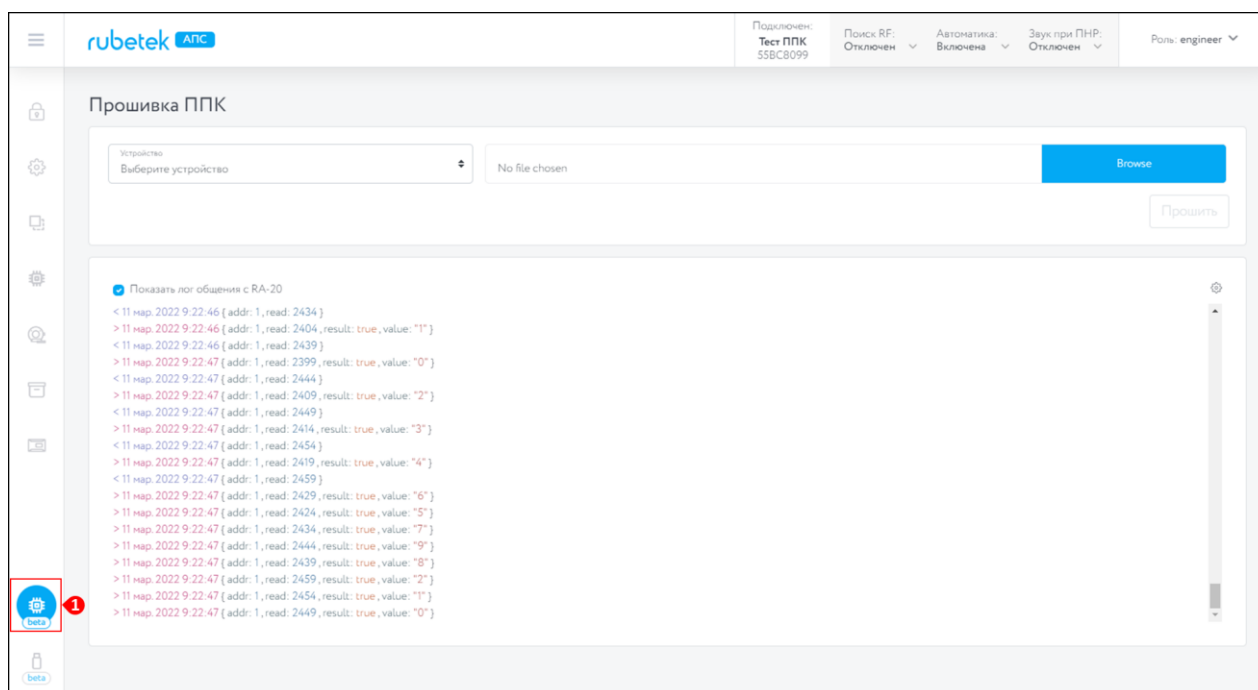 rubetek АПС
Подключен:
Тест ППК
55BC8099
Поиск RF:
Отключен
Автоматика:
Включена
Звук при ПНР:
Отключен
Роль: engineer
Прошивка ППК
Устройство
Выберите устройство
No file chosen
Browse
Прошить
Показать лог общения с RA-20
< 11 мар. 2022 9:22:46 { addr: 1 , read: 2434 }
> 11 мар. 2022 9:22:46 { addr: 1 , read: 2404 , result: true , value: "1" }
< 11 мар. 2022 9:22:46 { addr: 1 , read: 2439 }
> 11 мар. 2022 9:22:47 { addr: 1 , read: 2399 , result: true , value: "0" }
< 11 мар. 2022 9:22:47 { addr: 1 , read: 2444 }
> 11 мар. 2022 9:22:47 { addr: 1 , read: 2409 , result: true , value: "2" }
< 11 мар. 2022 9:22:47 { addr: 1 , read: 2449 }
> 11 мар. 2022 9:22:47 { addr: 1 , read: 2414 , result: true , value: "3" }
< 11 мар. 2022 9:22:47 { addr: 1 , read: 2454 }
> 11 мар. 2022 9:22:47 { addr: 1 , read: 2419 , result: true , value: "4" }
< 11 мар. 2022 9:22:47 { addr: 1 , read: 2459 }
> 11 мар. 2022 9:22:47 { addr: 1 , read: 2429 , result: true , value: "6" }
> 11 мар. 2022 9:22:47 { addr: 1 , read: 2424 , result: true , value: "5" }
> 11 мар. 2022 9:22:47 { addr: 1 , read: 2434 , result: true , value: "7" }
> 11 мар. 2022 9:22:47 { addr: 1 , read: 2444 , result: true , value: "9" }
> 11 мар. 2022 9:22:47 { addr: 1 , read: 2439 , result: true , value: "8" }
> 11 мар. 2022 9:22:47 { addr: 1 , read: 2459 , result: true , value: "2" }
> 11 мар. 2022 9:22:47 { addr: 1 , read: 2454 , result: true , value: "1" }
> 11 мар. 2022 9:22:47 { addr: 1 , read: 2449 , result: true , value: "0" }
1
beta
beta